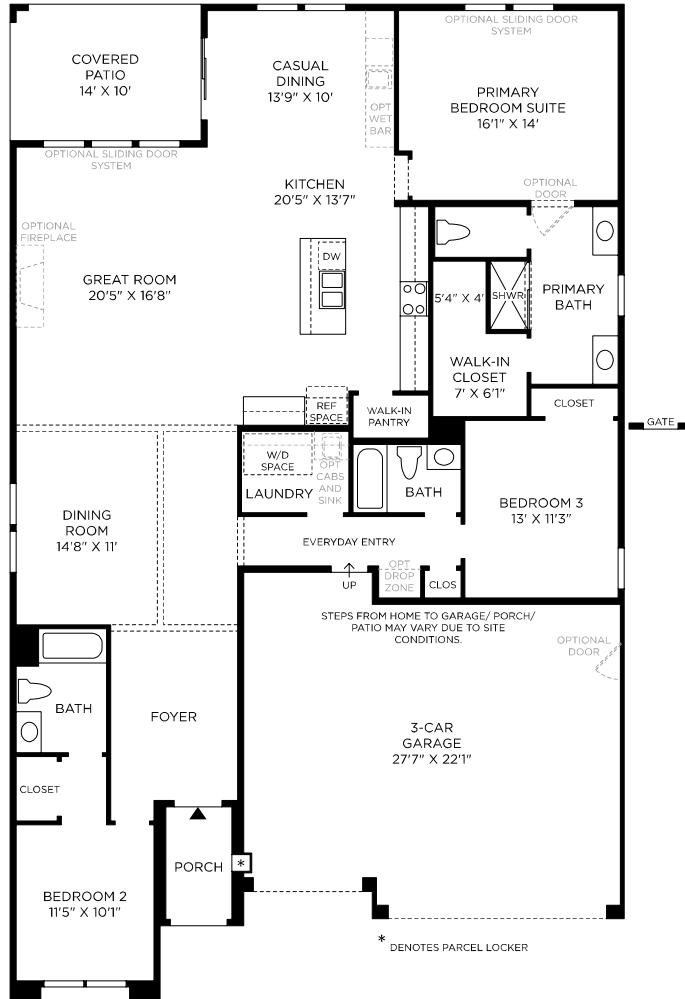 OPTIONAL SLIDING DOOR
SYSTEM
COVERED
PATIO
14' X 10'
CASUAL
DINING
13'9" X 10'
OPT
WET
BAR
PRIMARY
BEDROOM SUITE
16'1" X 14'
OPTIONAL SLIDING DOOR
SYSTEM
KITCHEN
20'5" X 13'7"
OPTIONAL
DOOR
OPTIONAL
FIREPLACE
GREAT ROOM
20'5" X 16'8"
DW
5'4" X 4'
SHWR
PRIMARY
BATH
WALK-IN
CLOSET
7' X 6'1"
REF
SPACE
WALK-IN
PANTRY
CLOSET
GATE
W/D
SPACE
OPT
CABS
AND
SINK
LAUNDRY
BATH
BEDROOM 3
13' X 11'3"
DINING
ROOM
14'8" X 11'
EVERYDAY ENTRY
UP
OPT
DROP
ZONE
CLOS
STEPS FROM HOME TO GARAGE/ PORCH/
PATIO MAY VARY DUE TO SITE
CONDITIONS.
OPTIONAL
DOOR
BATH
FOYER
3-CAR
GARAGE
27'7" X 22'1"
CLOSET
PORCH
*
BEDROOM 2
11'5" X 10'1"
* DENOTES PARCEL LOCKER